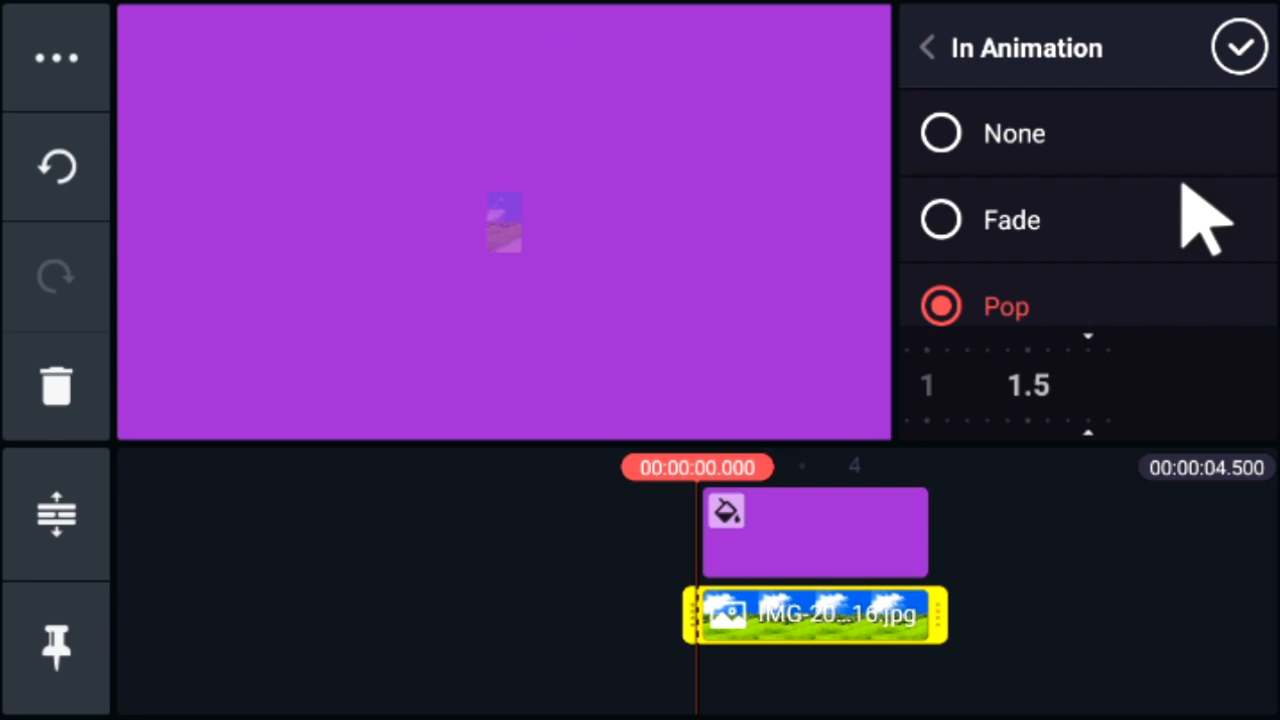 In Animation
None
Fade
Pop
1 1.5
00:00:00.000
4
00:00:04.500
IMG-20...16.jpg